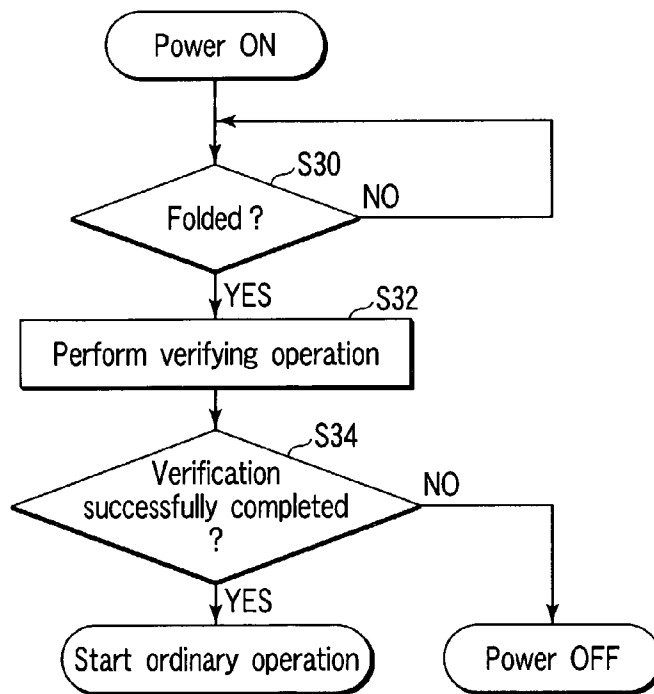 Power ON
S30
Folded ?
NO
YES
S32
Perform verifying operation
S34
Verification
successfully completed
?
NO
YES
Start ordinary operation
Power OFF